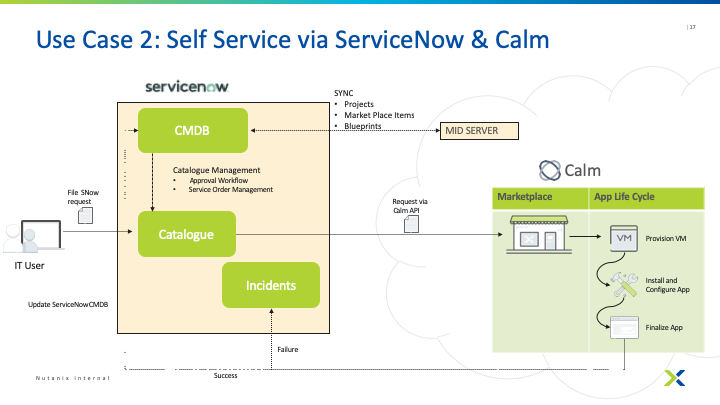 | 17
Use Case 2: Self Service via ServiceNow & Calm
servicenow
SYNC
• Projects
• Market Place Items
• Blueprints
CMDB
MID SERVER
Catalogue Management
• Approval Workflow
• Service Order Management
Calm
File SNow
request
Request via
Calm API
Marketplace
App Life Cycle
Catalogue
VM
Provision VM
IT User
Install and
Configure App
Incidents
Update ServiceNowCMDB
Finalize App
Failure
Success
Nutanix Internal